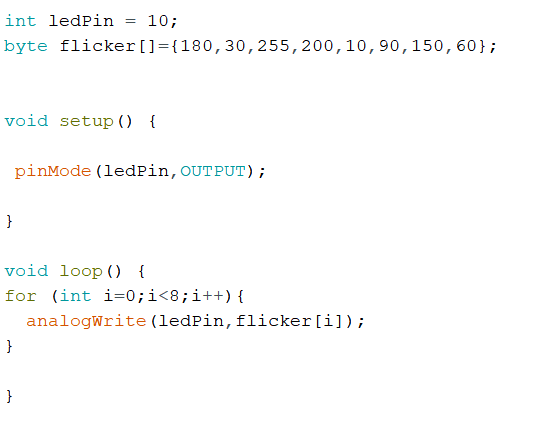 int ledPin = 10;
byte flicker[]={180,30,255,200,10,90,150,60};
void setup() {
pinMode(ledPin,OUTPUT);
}
void loop() {
for (int i=0;i<8;i++){
analogWrite(ledPin,flicker[i]);
}
}